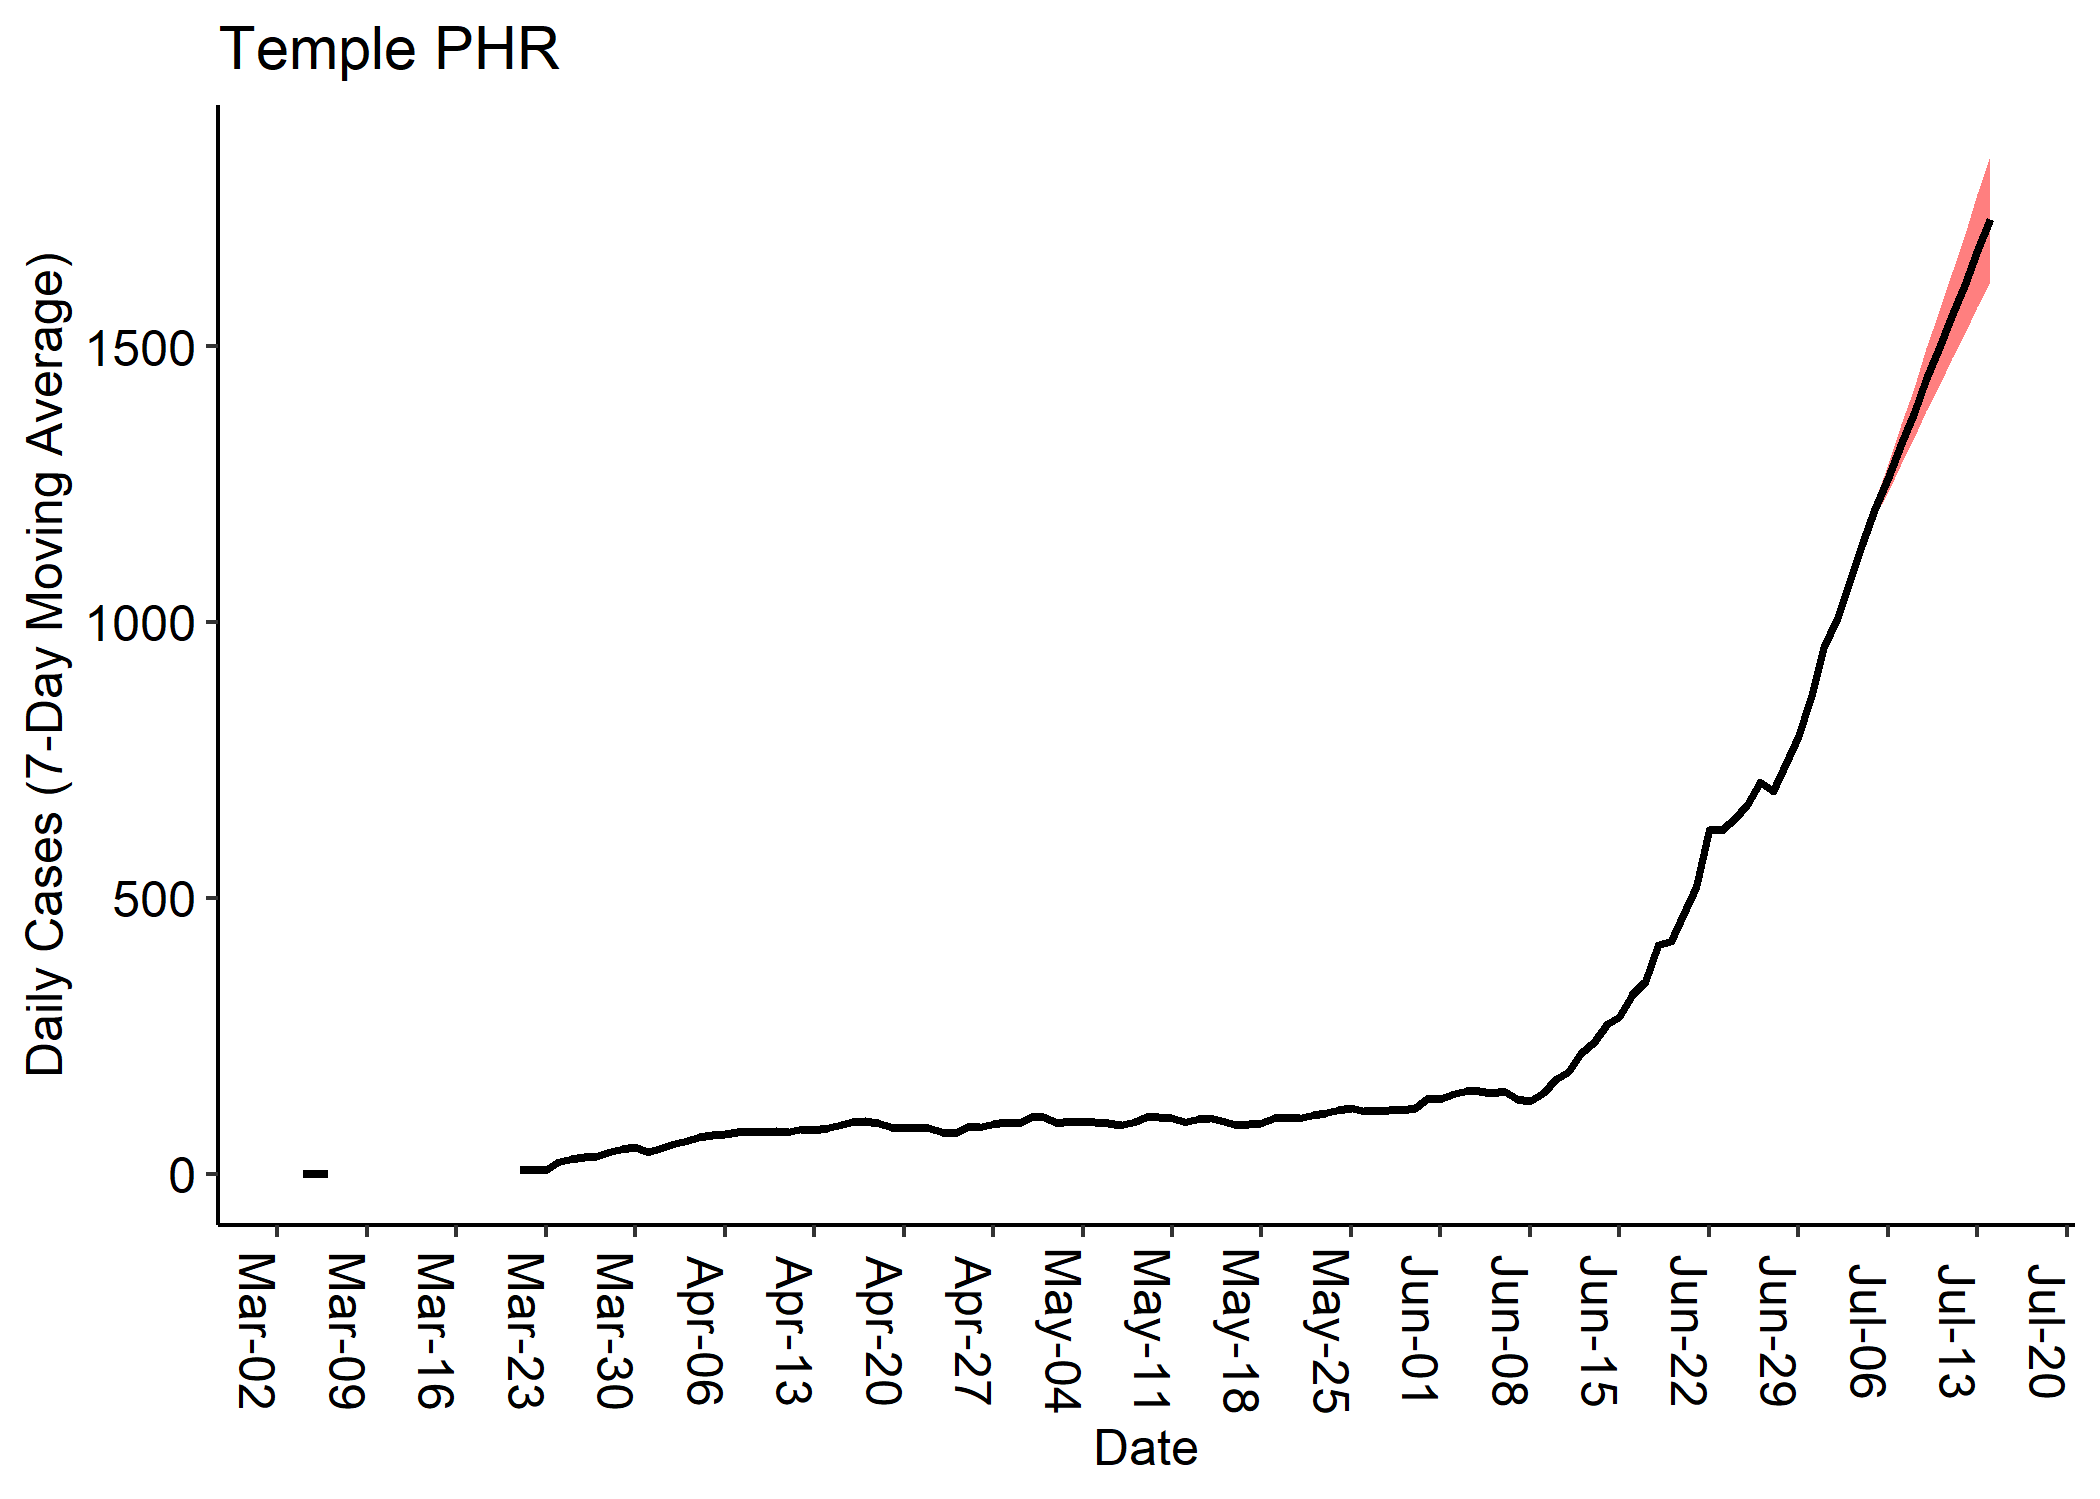 Temple PHR
Daily Cases (7-Day Moving Average)
1500
1000
500
0
Mar-02
Mar-09
Mar-16
Mar-23
Mar-30
Apr-06
Apr-13
Apr-20
Apr-27
May-04
May-11
May-18
May-25
Jun-01
Jun-08
Jun-15
Jun-22
Jun-29
Jul-06
Jul-13
Jul-20
Date